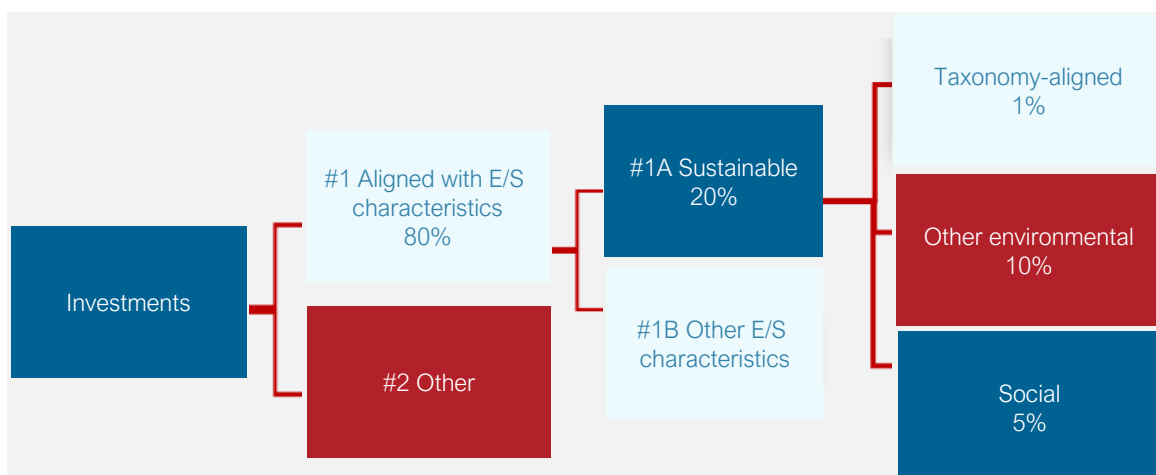 Investments
#1 Aligned with E/S
characteristics
80%
#2 Other
#1A Sustainable
20%
#1B Other E/S
characteristics
Taxonomy-aligned
1%
Other environmental
10%
Social
5%